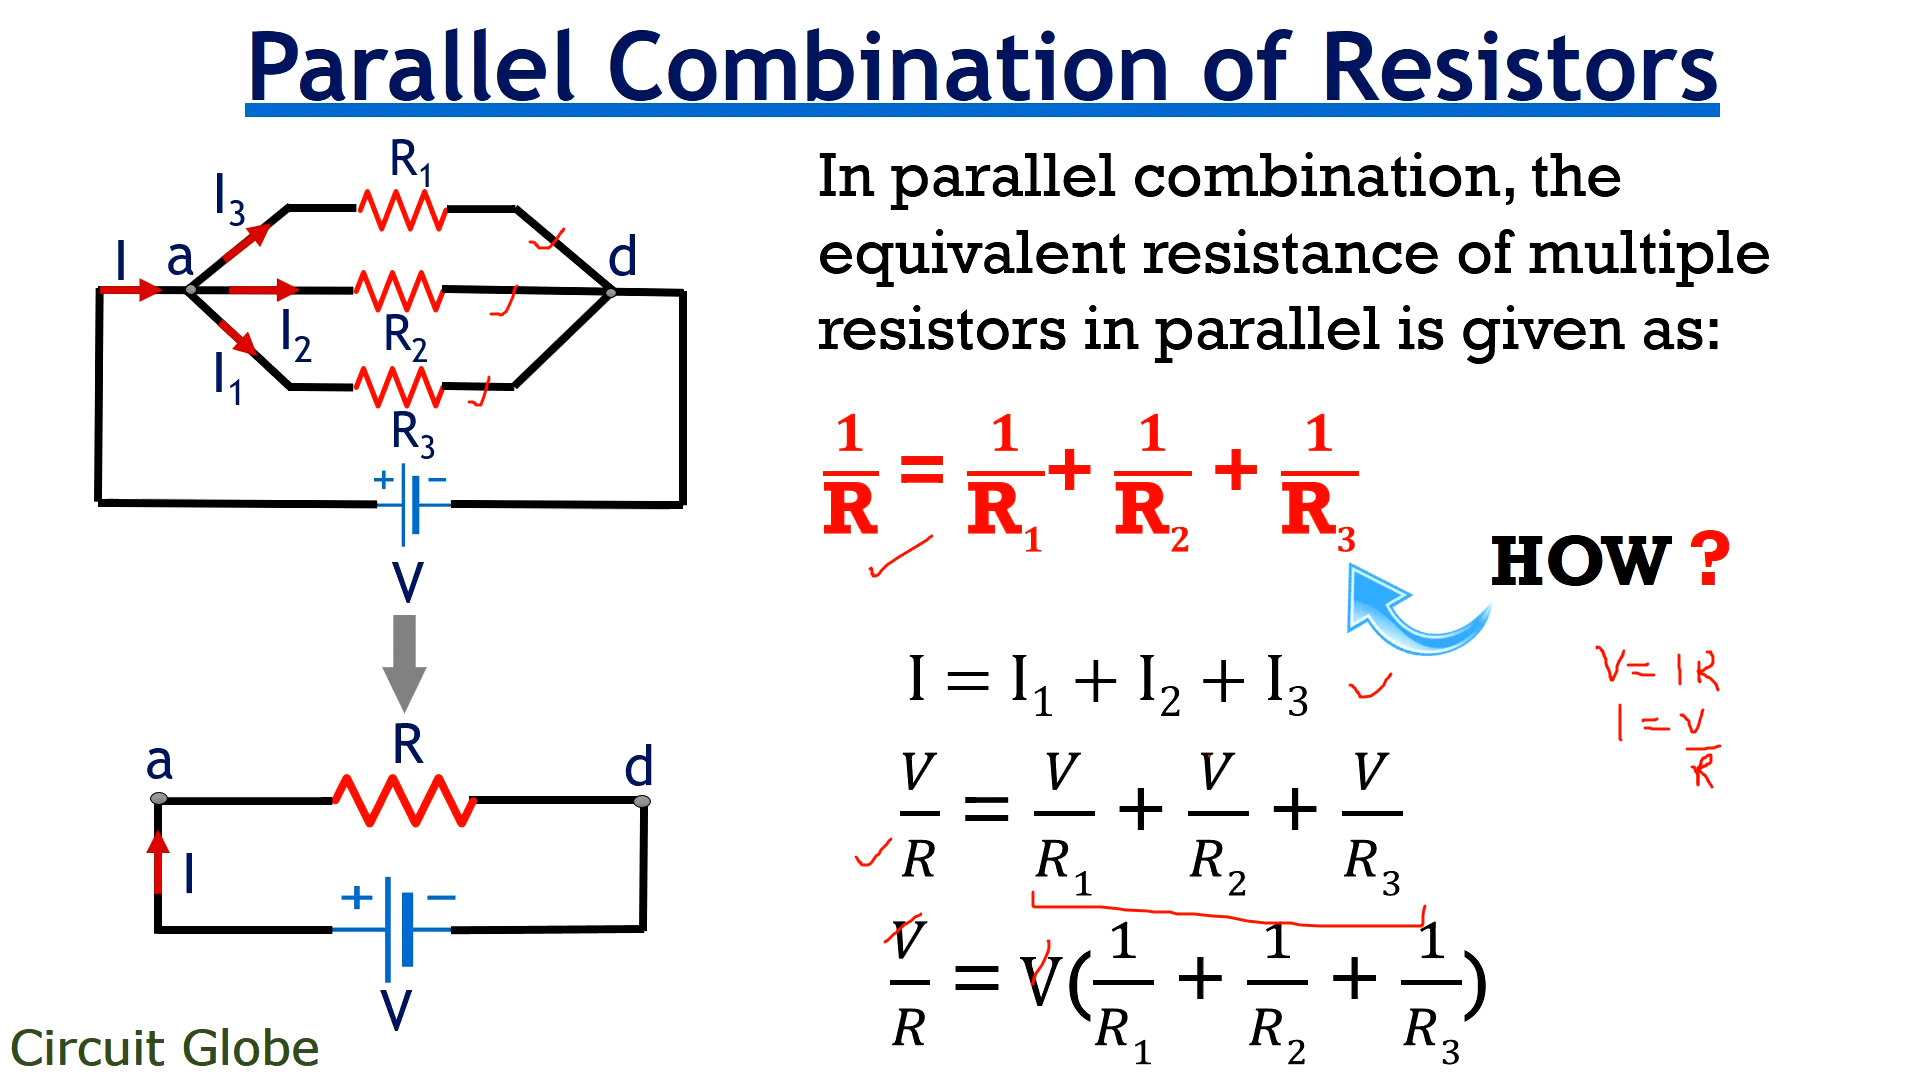 Parallel Combination of Resistors
R₁
I₃
I a d
I₂ R₂
I₁
R₃
+ −
V
R
a d
I
+ −
V
Circuit Globe
In parallel combination, the
equivalent resistance of multiple
resistors in parallel is given as:
1/R = 1/R₁ + 1/R₂ + 1/R₃
HOW ?
I = I₁ + I₂ + I₃
V = IR
I = V/R
V/R = V/R₁ + V/R₂ + V/R₃
V/R = V(1/R₁ + 1/R₂ + 1/R₃)